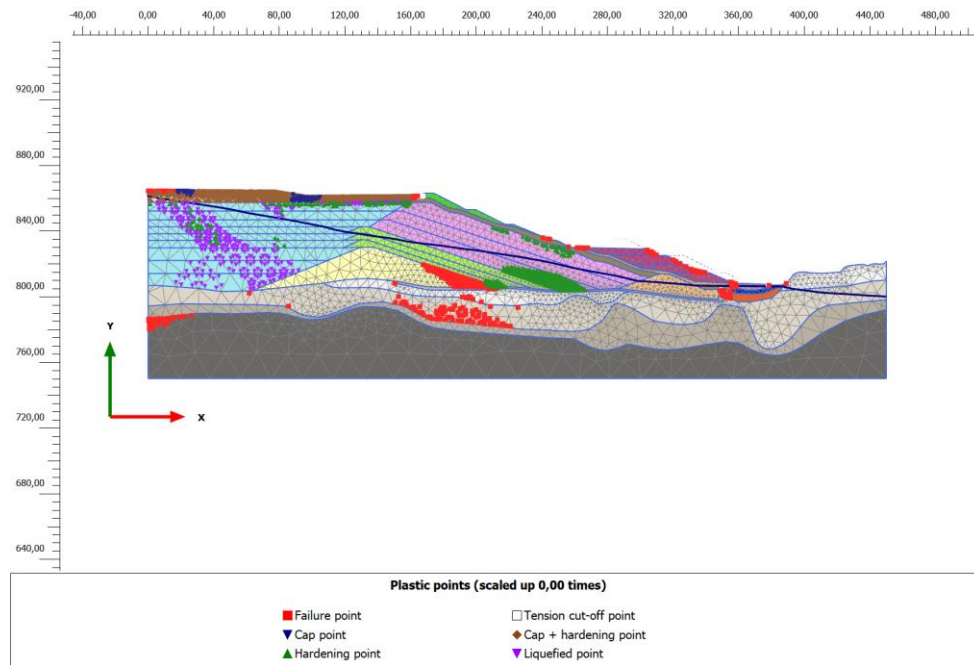 -40,00 0,00 40,00 80,00 120,00 160,00 200,00 240,00 280,00 320,00 360,00 400,00 440,00 480,00
920,00
880,00
840,00
800,00
760,00
720,00
680,00
640,00
Y
X
Plastic points (scaled up 0,00 times)
Failure point Tension cut-off point
Cap point Cap + hardening point
Hardening point Liquefied point